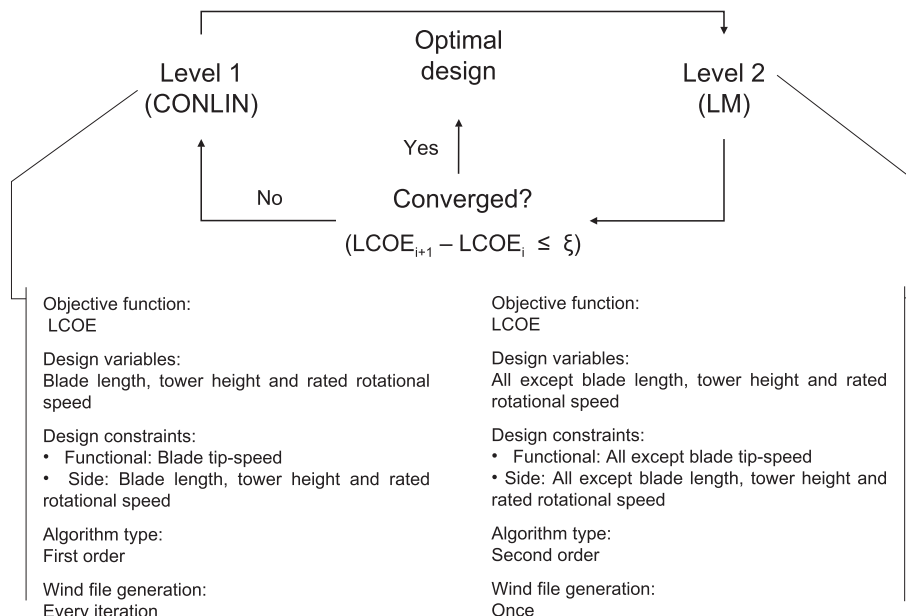 Optimal
design
Level 1
(CONLIN)
Level 2
(LM)
Yes
No
Converged?
(LCOEi+1 – LCOEi ≤ ξ)
Objective function:
LCOE
Design variables:
Blade length, tower height and rated rotational
speed
Design constraints:
• Functional: Blade tip-speed
• Side: Blade length, tower height and rated
rotational speed
Algorithm type:
First order
Wind file generation:
Every iteration
Objective function:
LCOE
Design variables:
All except blade length, tower height and rated
rotational speed
Design constraints:
• Functional: All except blade tip-speed
• Side: All except blade length, tower height and
rated rotational speed
Algorithm type:
Second order
Wind file generation:
Once